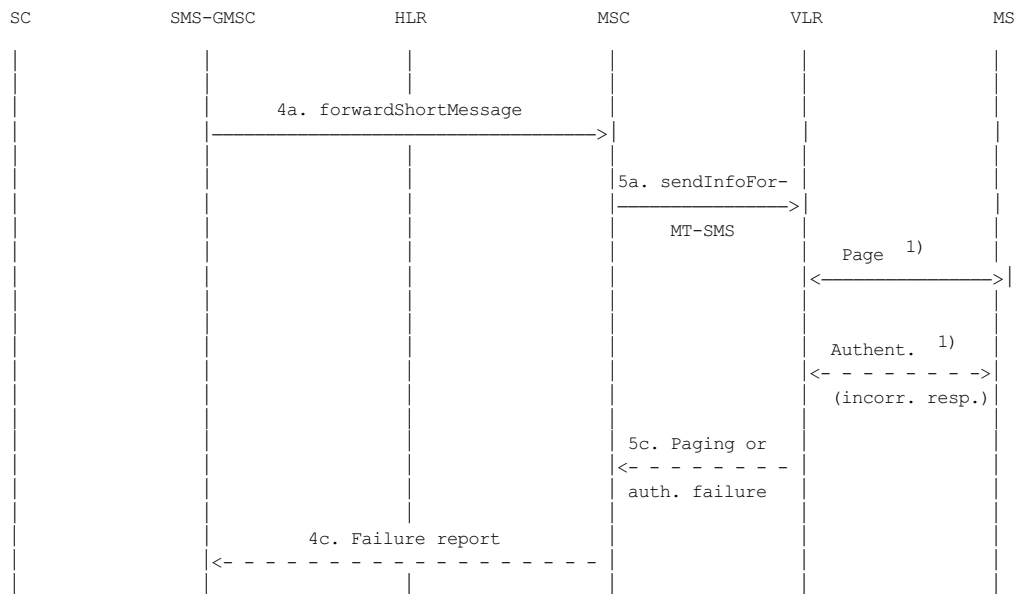 SC SMS-GMSC HLR MSC VLR MS
4a. forwardShortMessage
5a. sendInfoFor-
MT-SMS
Page 1)
Authent. 1)
(incorr. resp.)
5c. Paging or
auth. failure
4c. Failure report